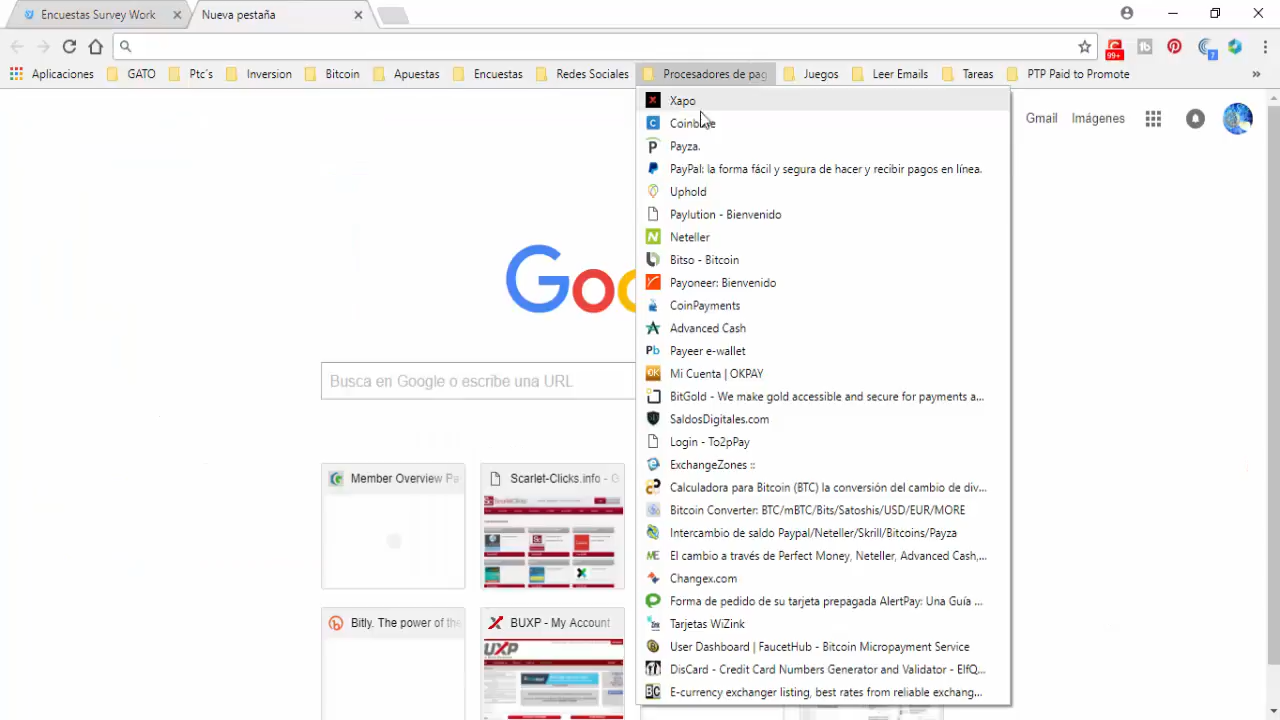 Encuestas Survey Work
Nueva pestaña
Aplicaciones GATO Ptc's Inversion Bitcoin Apuestas Encuestas Redes Sociales Procesadores de pag Juegos Leer Emails Tareas PTP Paid to Promote »
99+
7
Gmail Imágenes
Xapo
Payza.
PayPal: la forma fácil y segura de hacer y recibir pagos en línea.
Uphold
Paylution - Bienvenido
Neteller
Bitso - Bitcoin
Payoneer: Bienvenido
CoinPayments
Advanced Cash
Payeer e-wallet
Mi Cuenta | OKPAY
BitGold - We make gold accessible and secure for payments a...
SaldosDigitales.com
Login - To2pPay
ExchangeZones ::
Calculadora para Bitcoin (BTC) la conversión del cambio de div...
Bitcoin Converter: BTC/mBTC/Bits/Satoshis/USD/EUR/MORE
Intercambio de saldo Paypal/Neteller/Skrill/Bitcoins/Payza
El cambio a través de Perfect Money, Neteller, Advanced Cash,...
Changex.com
Forma de pedido de su tarjeta prepagada AlertPay: Una Guía ...
Tarjetas WiZink
User Dashboard | FaucetHub - Bitcoin Micropayment Service
DisCard - Credit Card Numbers Generator and Validator - ElfQ...
E-currency exchanger listing, best rates from reliable exchang...
Goo
Busca en Google o escribe una URL
Member Overview Pa
Scarlet-Clicks.info - G
Bitly. The power of the
BUXP - My Account
UXP